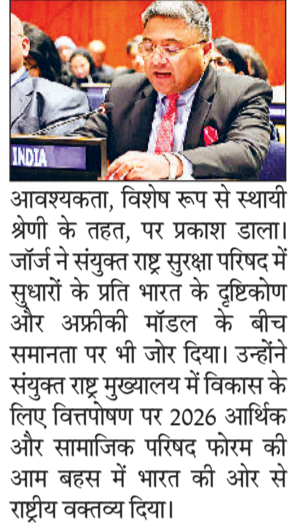 INDIA
आवश्यकता, विशेष रूप से स्थायी
श्रेणी के तहत, पर प्रकाश डाला।
जॉर्ज ने संयुक्त राष्ट्र सुरक्षा परिषद में
सुधारों के प्रति भारत के दृष्टिकोण
और अफ्रीकी मॉडल के बीच
समानता पर भी जोर दिया। उन्होंने
संयुक्त राष्ट्र मुख्यालय में विकास के
लिए वित्तपोषण पर 2026 आर्थिक
और सामाजिक परिषद फोरम की
आम बहस में भारत की ओर से
राष्ट्रीय वक्तव्य दिया।